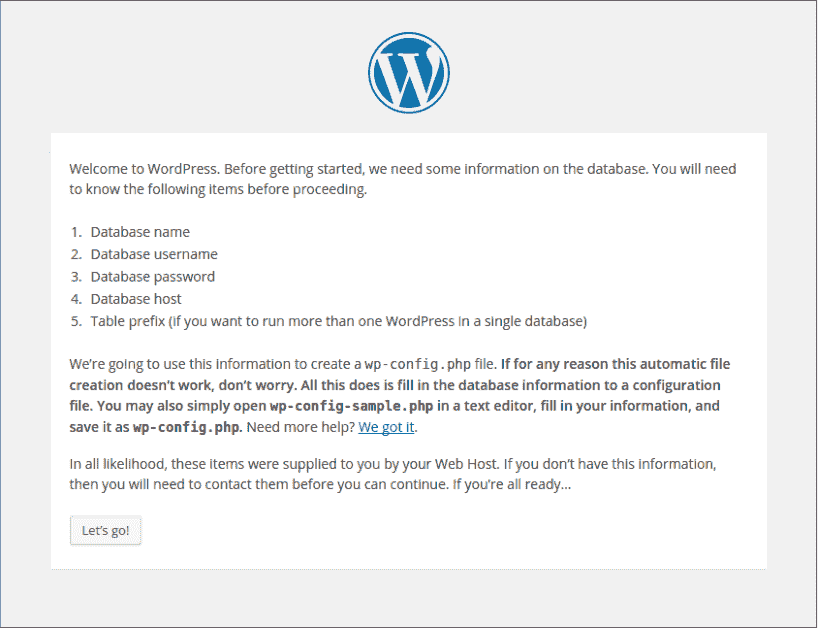 Welcome to WordPress. Before getting started, we need some information on the database. You will need
to know the following items before proceeding.
1. Database name
2. Database username
3. Database password
4. Database host
5. Table prefix (if you want to run more than one WordPress in a single database)
We're going to use this information to create a wp-config.php file. If for any reason this automatic file
creation doesn't work, don't worry. All this does is fill in the database information to a configuration
file. You may also simply open wp-config-sample.php in a text editor, fill in your information, and
save it as wp-config.php. Need more help? We got it.
In all likelihood, these items were supplied to you by your Web Host. If you don't have this information,
then you will need to contact them before you can continue. If you're all ready...
Let's go!